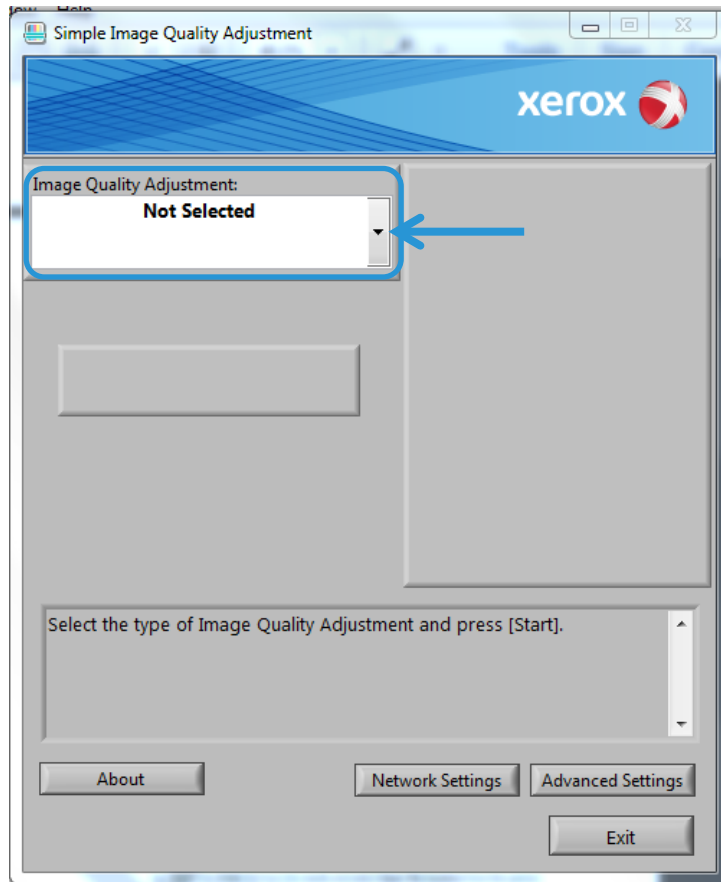 Simple Image Quality Adjustment
xerox
Image Quality Adjustment:
Not Selected
Select the type of Image Quality Adjustment and press [Start].
About
Network Settings
Advanced Settings
Exit